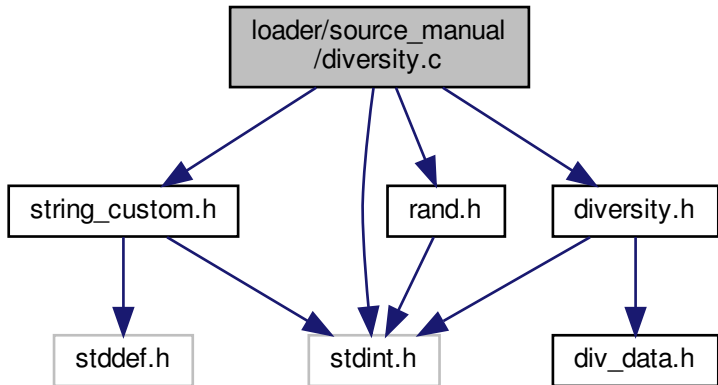 loader/source_manual
/diversity.c
string_custom.h
rand.h
diversity.h
stddef.h
stdint.h
div_data.h